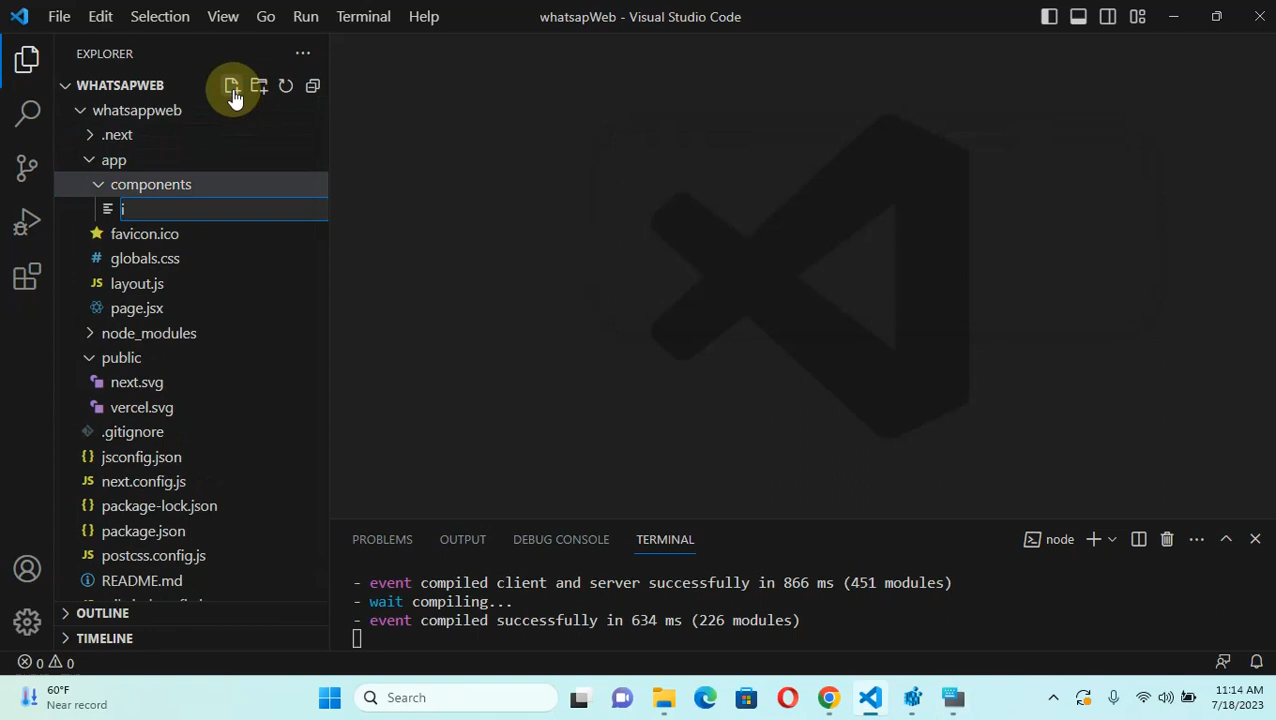 File Edit Selection View Go Run Terminal Help whatsapWeb - Visual Studio Code
EXPLORER
WHATSAPWEB
whatsappweb
.next
app
components
i
favicon.ico
globals.css
layout.js
page.jsx
node_modules
public
next.svg
vercel.svg
.gitignore
jsconfig.json
next.config.js
package-lock.json
package.json
postcss.config.js
README.md
OUTLINE
TIMELINE
PROBLEMS OUTPUT DEBUG CONSOLE TERMINAL node
- event compiled client and server successfully in 866 ms (451 modules)
- wait compiling...
- event compiled successfully in 634 ms (226 modules)
0 0
60°F
Near record
Search
11:14 AM
7/18/2023